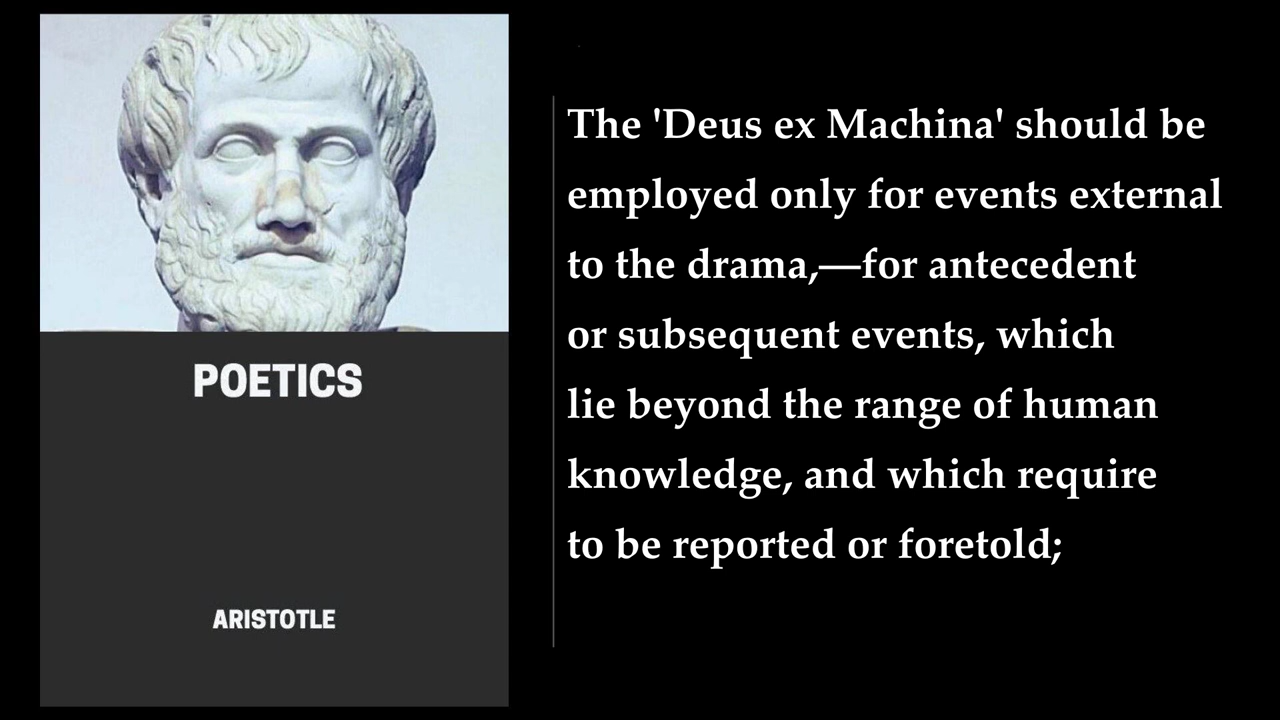 POETICS
ARISTOTLE
The 'Deus ex Machina' should be
employed only for events external
to the drama,—for antecedent
or subsequent events, which
lie beyond the range of human
knowledge, and which require
to be reported or foretold;